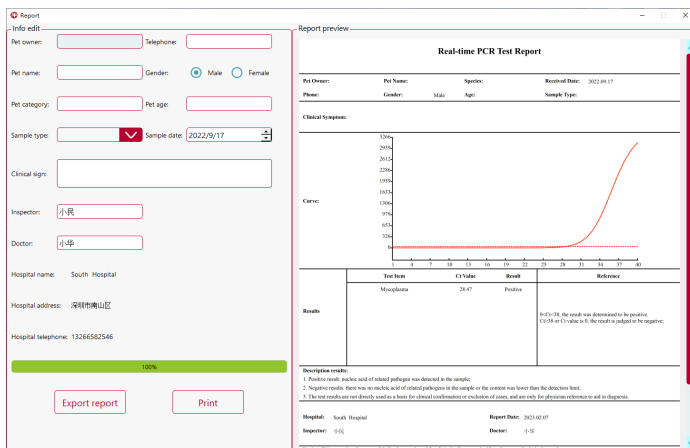 Report
Info edit
Pet owner:
Telephone:
Pet name:
Gender:
Male
Female
Pet category:
Pet age:
Sample type:
Sample date:
2022/9/17
Clinical sign:
Inspector:
小民
Doctor:
小华
Hospital name:
South Hospital
Hospital address:
深圳市南山区
Hospital telephone:
13266582546
100%
Export report
Print
Report preview
Real-time PCR Test Report
Pet Owner: Pet Name: Species: Received Date: 2022.09.17
Phone: Gender: Male Age: Sample Type:
Clinical Symptom:
Curve:
3266
2939
2612
2286
1959
1633
1306
979
653
326
0
1 4 7 10 13 16 19 22 25 28 31 34 37 40
Test Item Ct Value Result Reference
Results
Mycoplasma 28.47 Positive
0<Ct<38, the result was determined to be positive.
Ct≥38 or Ct value is 0, the result is judged to be negative;
Description results:
1. Positive result: nucleic acid of related pathogen was detected in the sample;
2. Negative results: there was no nucleic acid of related pathogens in the sample or the content was lower than the detection limit;
3. The test results are not directly used as a basis for clinical confirmation or exclusion of cases, and are only for physician reference to aid in diagnosis.
Hospital: South Hospital Report Date: 2023.02.07
Inspector: 小民 Doctor: 小华